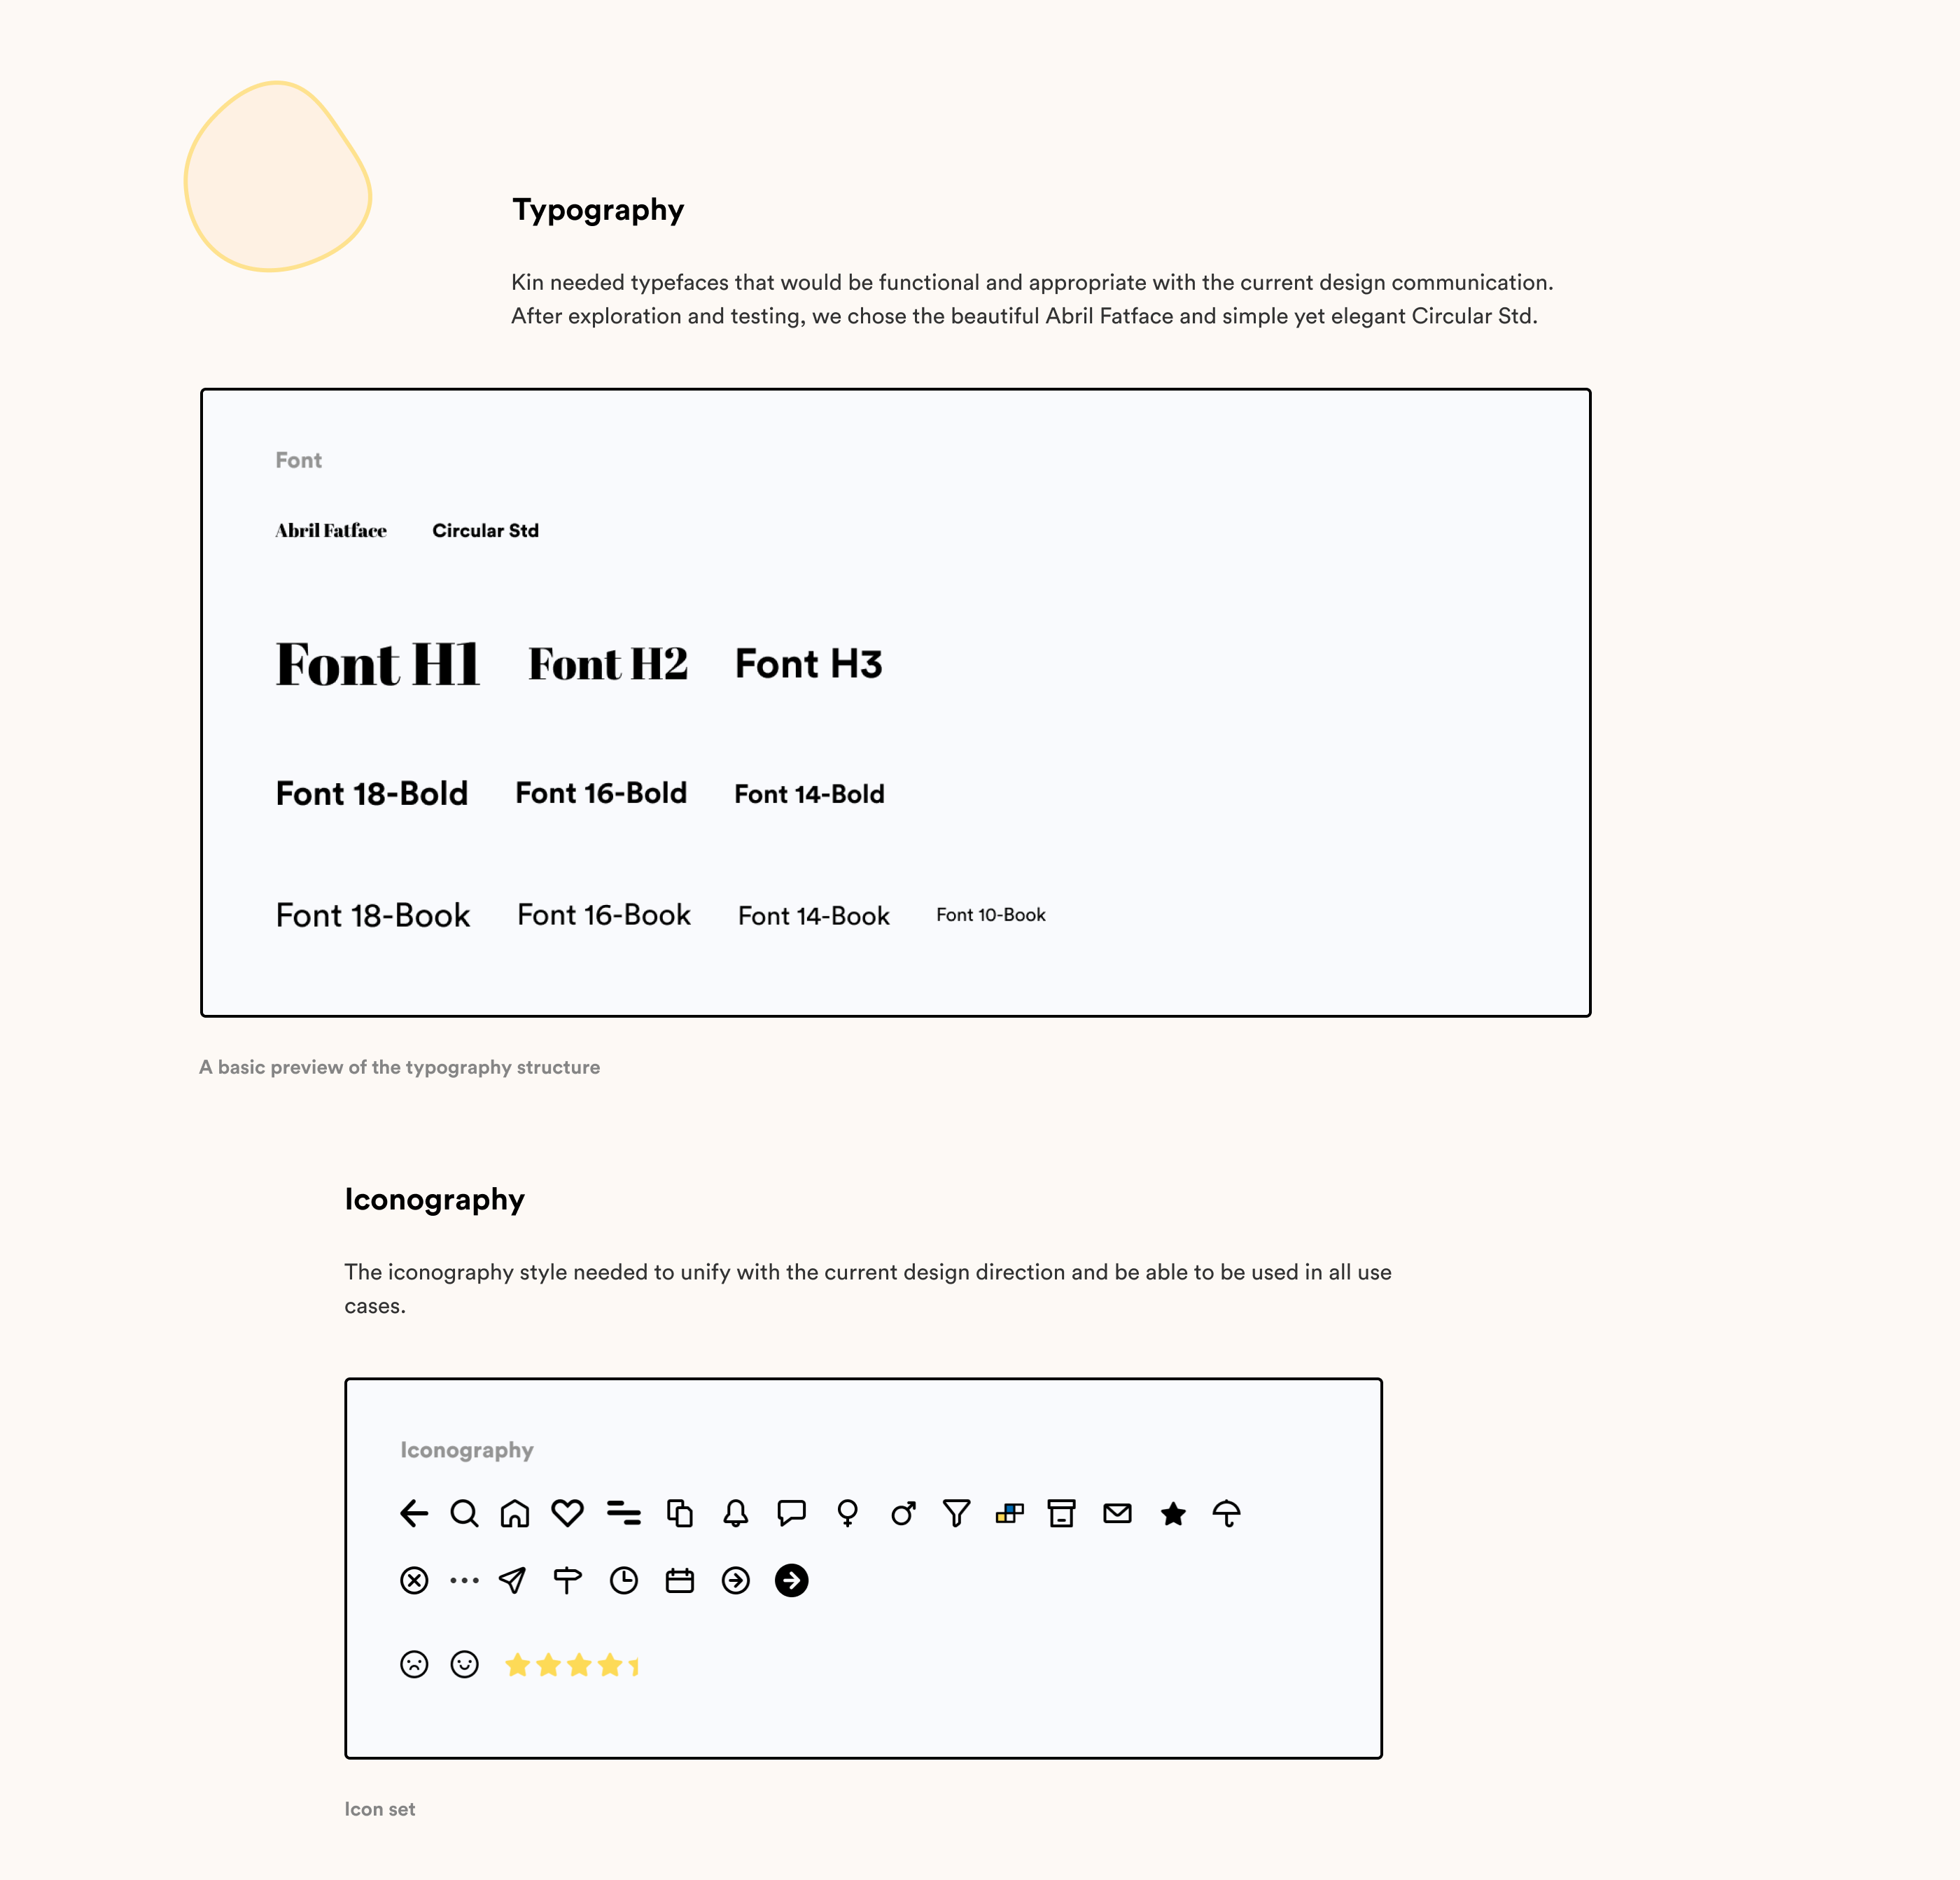 Typography
Kin needed typefaces that would be functional and appropriate with the current design communication.
After exploration and testing, we chose the beautiful Abril Fatface and simple yet elegant Circular Std.
Font
Abril Fatface Circular Std
Font H1 Font H2 Font H3
Font 18-Bold Font 16-Bold Font 14-Bold
Font 18-Book Font 16-Book Font 14-Book Font 10-Book
A basic preview of the typography structure
Iconography
The iconography style needed to unify with the current design direction and be able to be used in all use
cases.
Iconography
Icon set